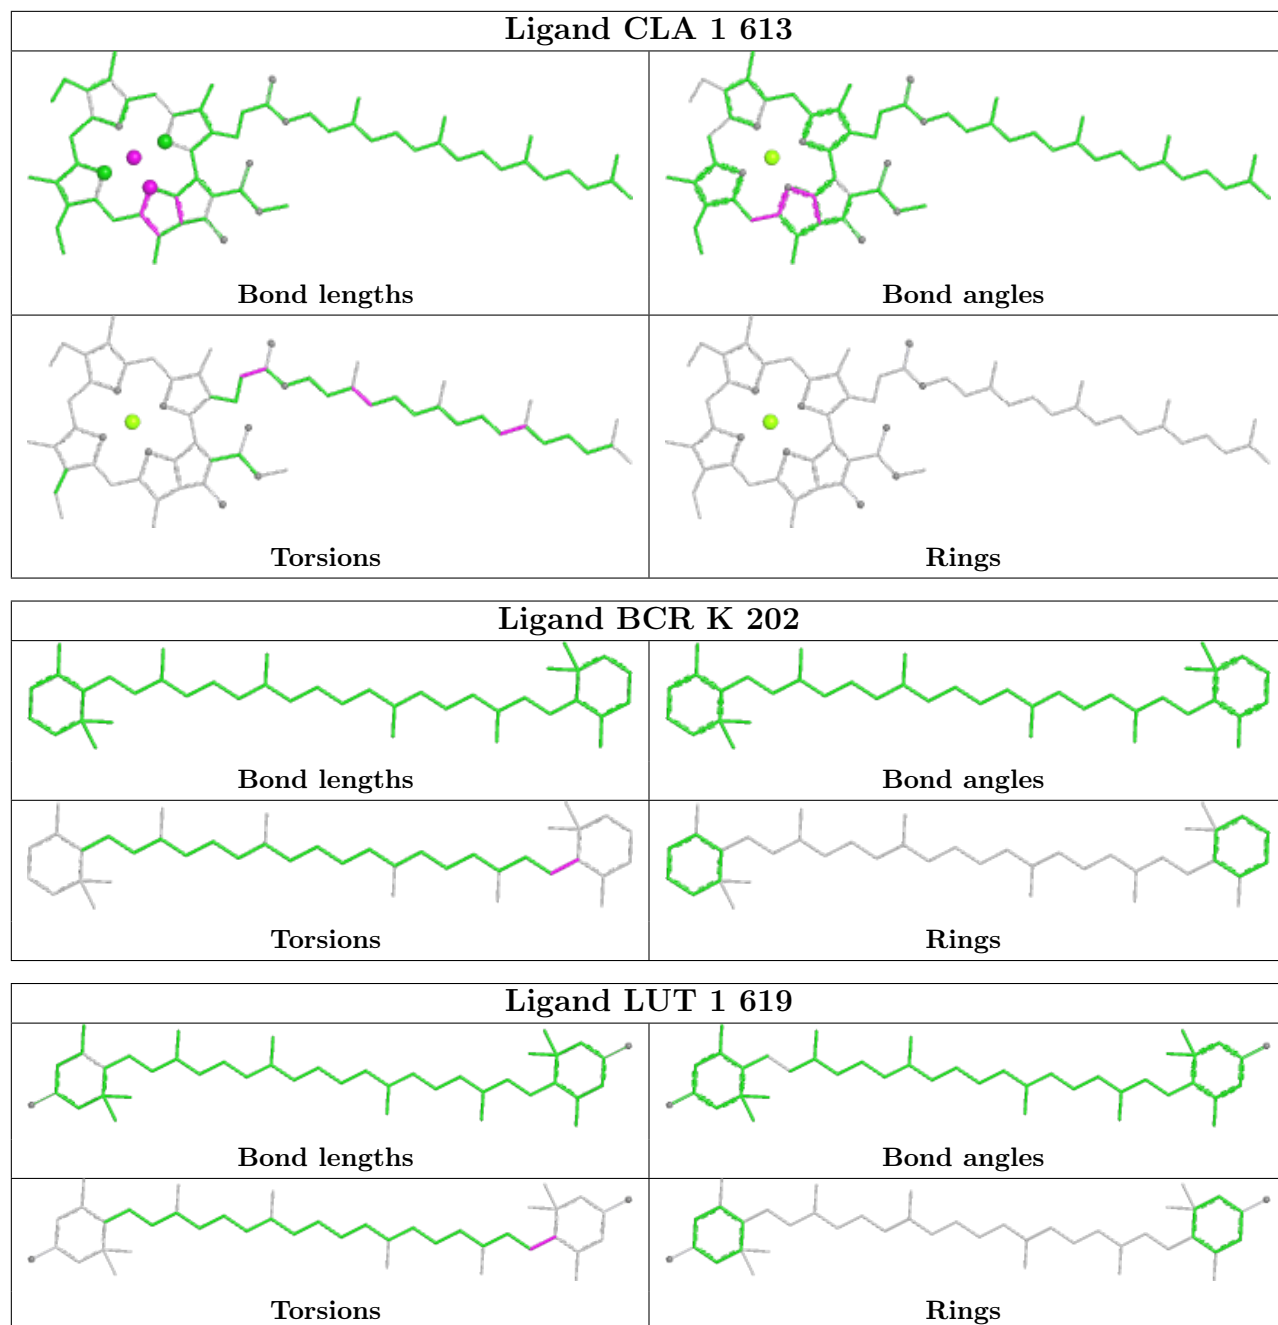 Ligand CLA 1 613
Bond lengths
Bond angles
Torsions
Rings
Ligand BCR K 202
Bond lengths
Bond angles
Torsions
Rings
Ligand LUT 1 619
Bond lengths
Bond angles
Torsions
Rings